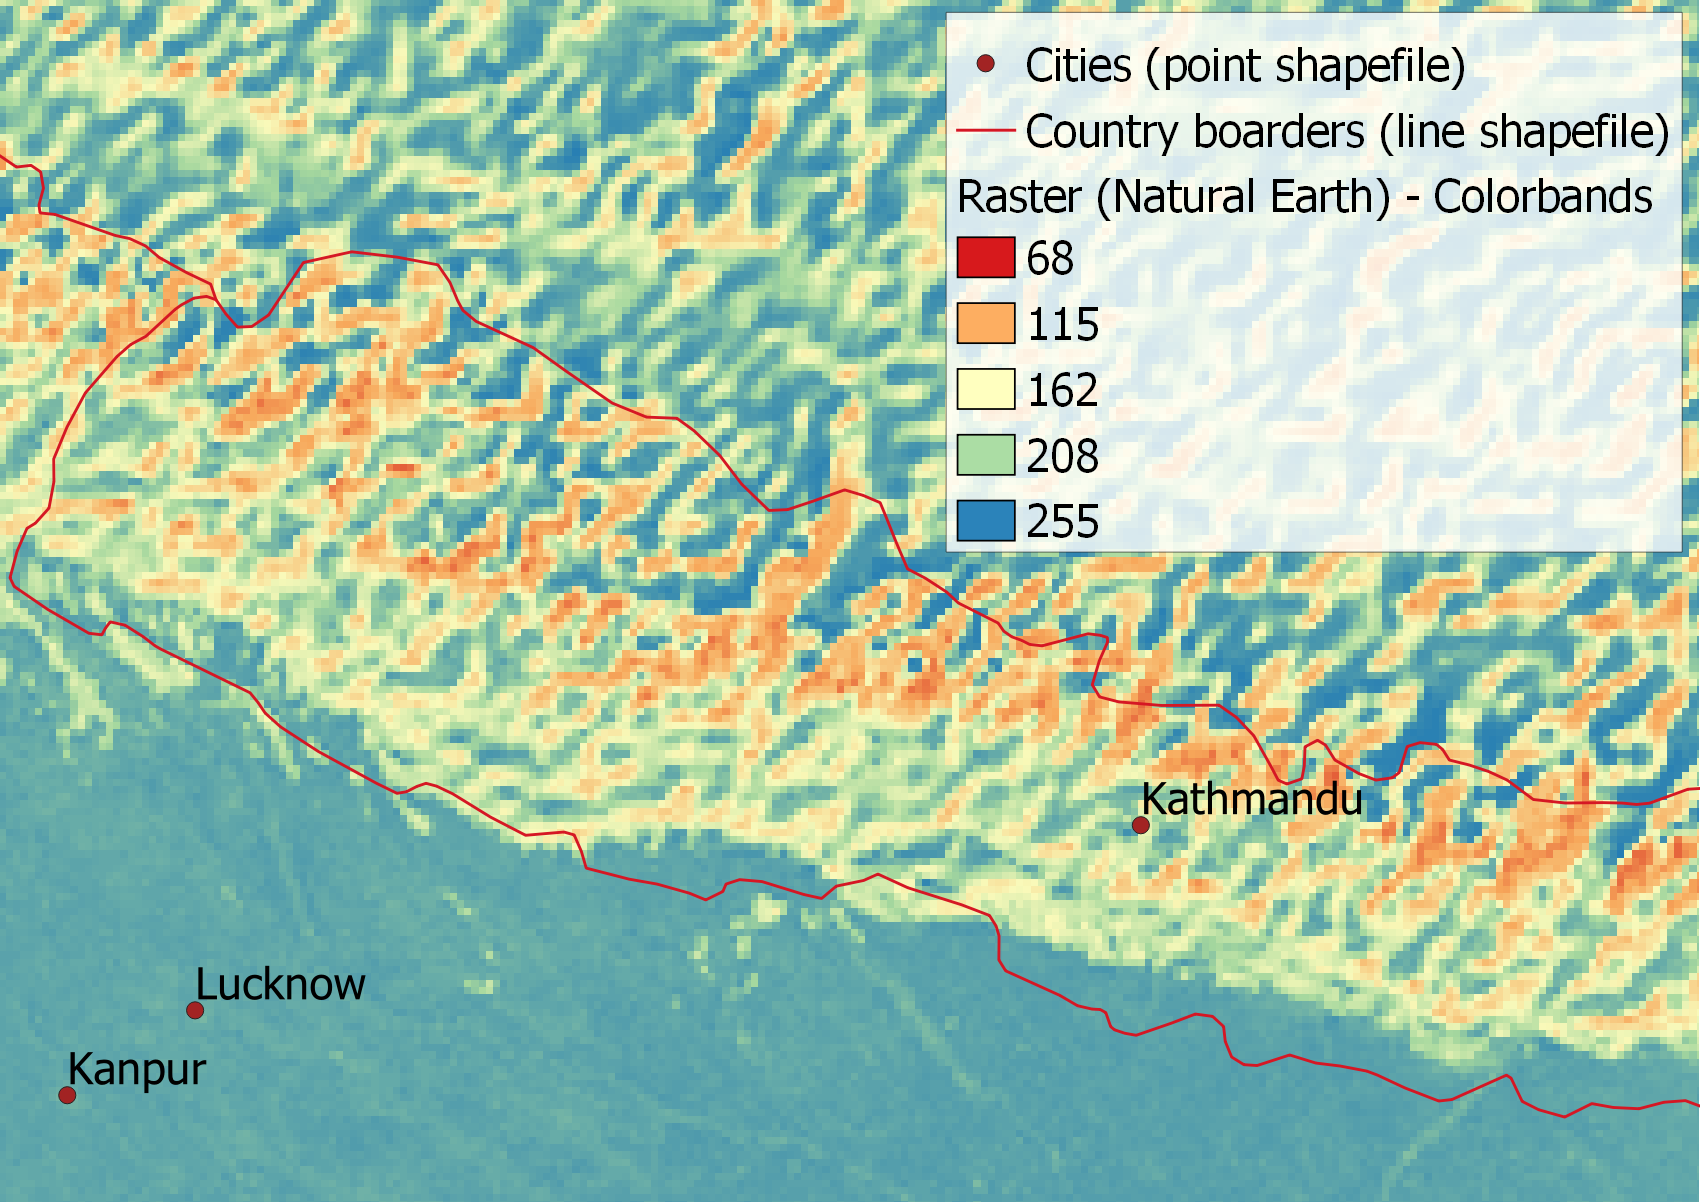 Cities (point shapefile)
Country boarders (line shapefile)
Raster (Natural Earth) - Colorbands
68
115
162
208
255
Kathmandu
Lucknow
Kanpur